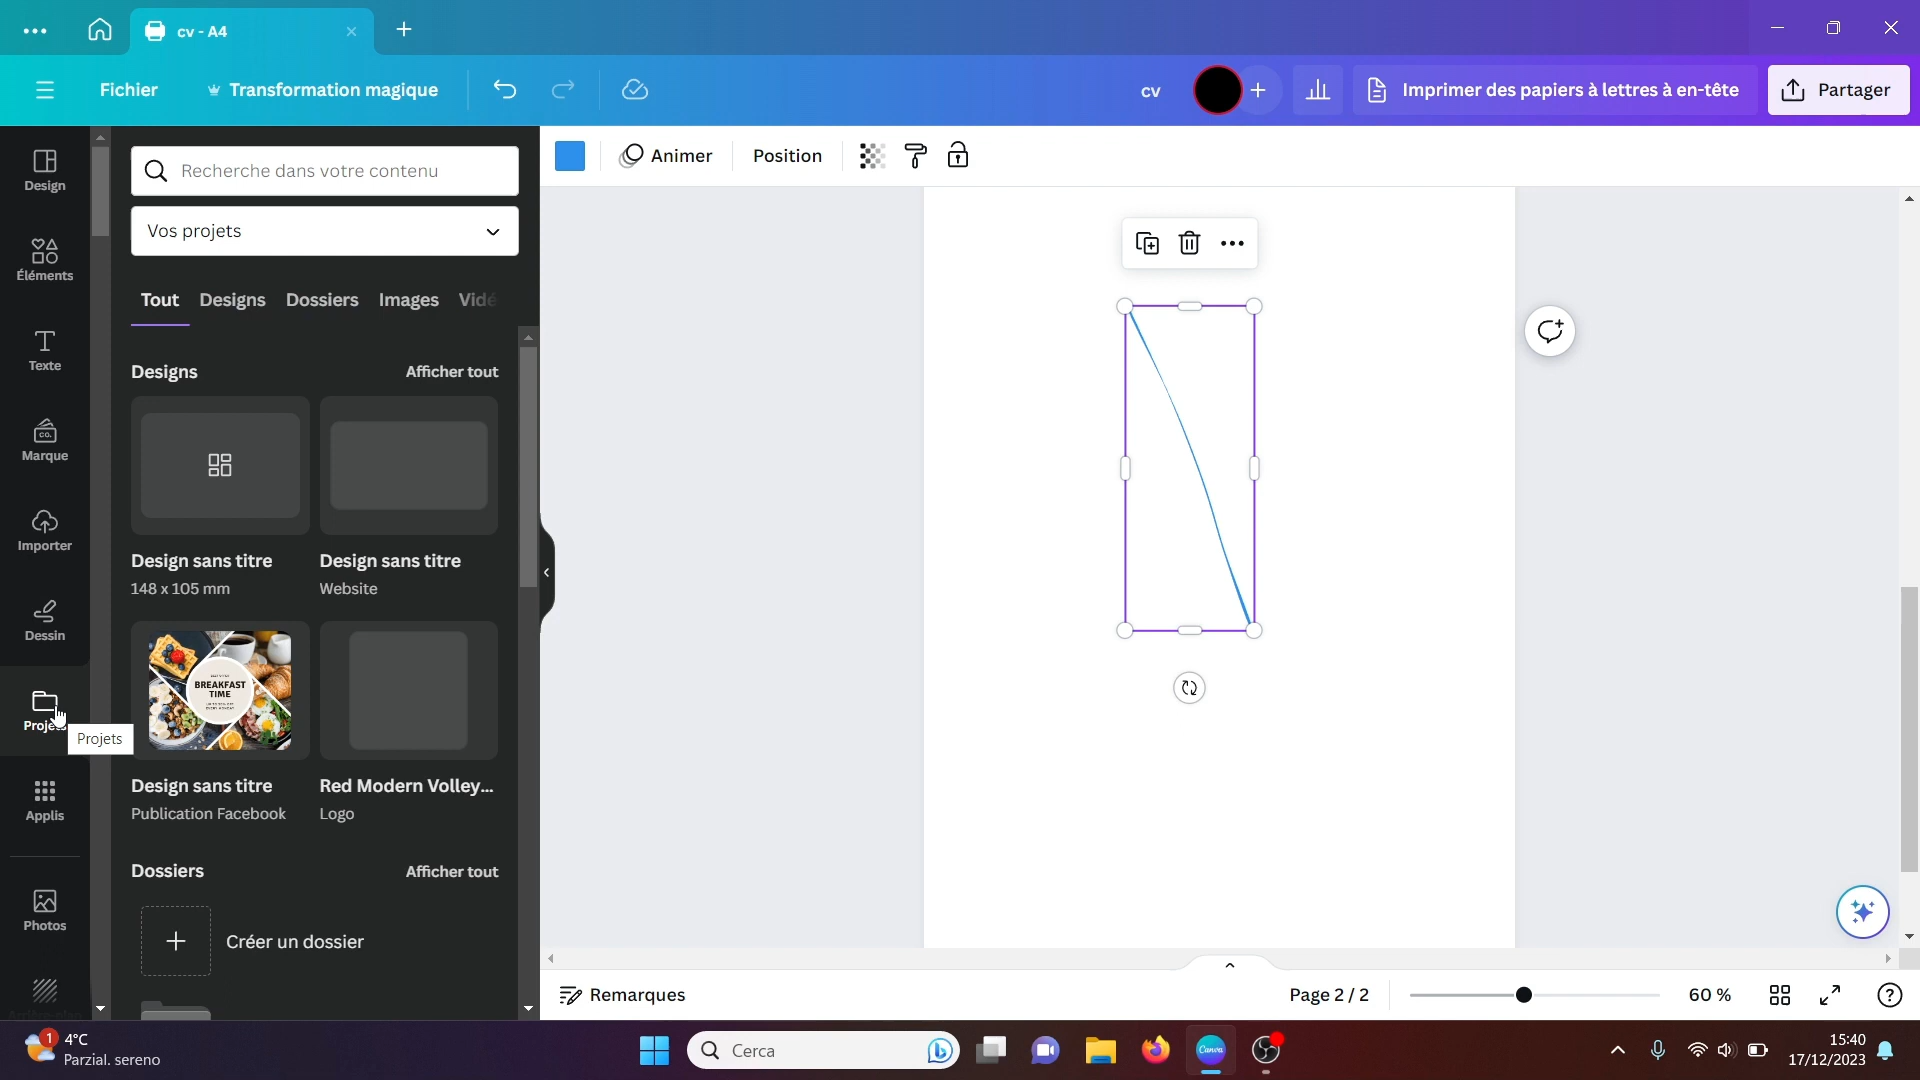 cv - A4
Fichier
Transformation magique
cv
Imprimer des papiers à lettres à en-tête
Partager
Design
Éléments
Texte
Marque
Importer
Dessin
Projets
Applis
Photos
Recherche dans votre contenu
Vos projets
Tout
Designs
Dossiers
Images
Vidé
Designs
Afficher tout
Design sans titre
148 x 105 mm
Design sans titre
Website
BREAKFAST
TIME
Design sans titre
Publication Facebook
Red Modern Volley...
Logo
Dossiers
Afficher tout
Créer un dossier
Projets
Animer
Position
Remarques
Page 2 / 2
60 %
1
4°C
Parzial. sereno
Cerca
Canva
15:40
17/12/2023